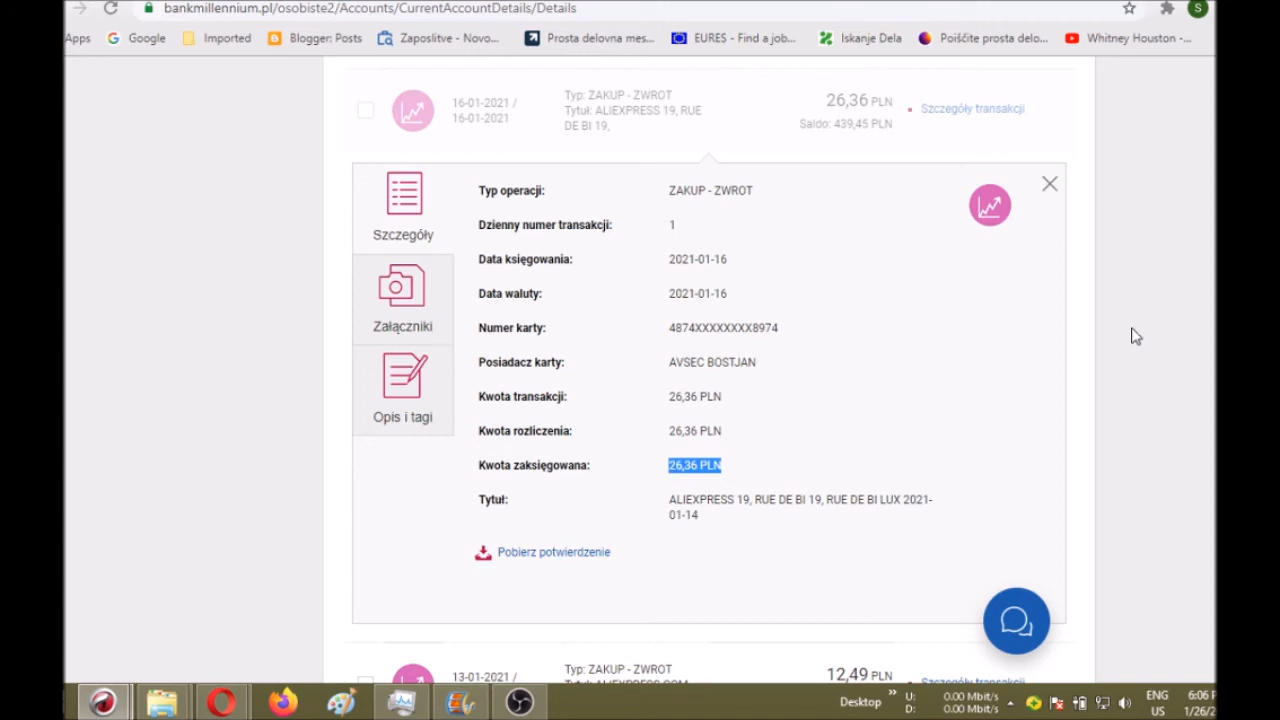 bankmillennium.pl/osobiste2/Accounts/CurrentAccountDetails/Details
S
Apps Google Imported Blogger: Posts Zaposlitve - Novo... Prosta delovna mes... EURES - Find a job... Iskanje Dela Poiščite prosta delo... Whitney Houston -...
16-01-2021 /
16-01-2021
Typ: ZAKUP - ZWROT
Tytuł: ALIEXPRESS 19, RUE
DE BI 19,
26,36 PLN
Saldo: 439,45 PLN
Szczegóły transakcji
Szczegóły
Załączniki
Opis i tagi
Typ operacji: ZAKUP - ZWROT
Dzienny numer transakcji: 1
Data księgowania: 2021-01-16
Data waluty: 2021-01-16
Numer karty: 4874XXXXXXXX8974
Posiadacz karty: AVSEC BOSTJAN
Kwota transakcji: 26,36 PLN
Kwota rozliczenia: 26,36 PLN
Kwota zaksięgowana: 26,36 PLN
Tytuł: ALIEXPRESS 19, RUE DE BI 19, RUE DE BI LUX 2021-
01-14
Pobierz potwierdzenie
13-01-2021 /
Typ: ZAKUP - ZWROT
12,49 PLN
Desktop
U: 0.00 Mbit/s
D: 0.00 Mbit/s
ENG
US
6:06
1/26/2